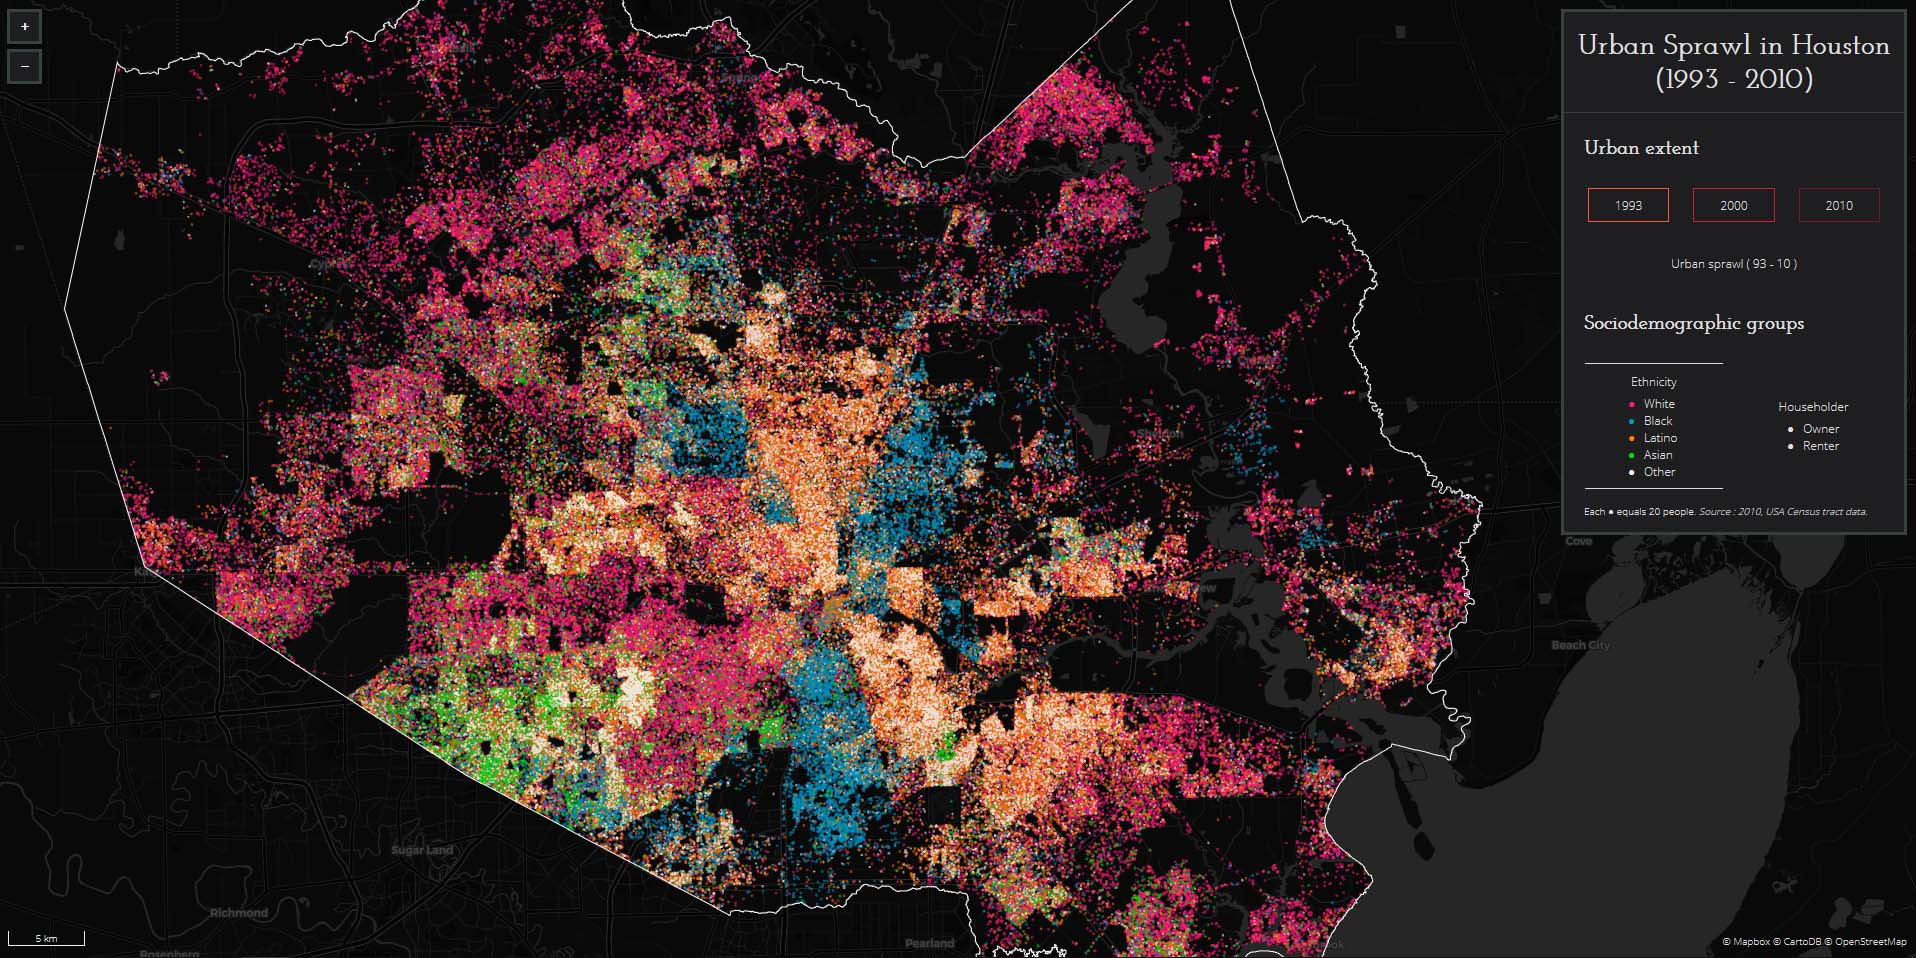 +
−
Urban Sprawl in Houston
(1993 - 2010)
Urban extent
1993
2000
2010
Urban sprawl ( 93 - 10 )
Sociodemographic groups
Ethnicity
White
Black
Latino
Asian
Other
Householder
Owner
Renter
Each ● equals 20 people. Source : 2010, USA Census tract data.
Cove
Beach City
Sugar Land
Richmond
Rosenberg
Pearland
5 km
© Mapbox © CartoDB © OpenStreetMap